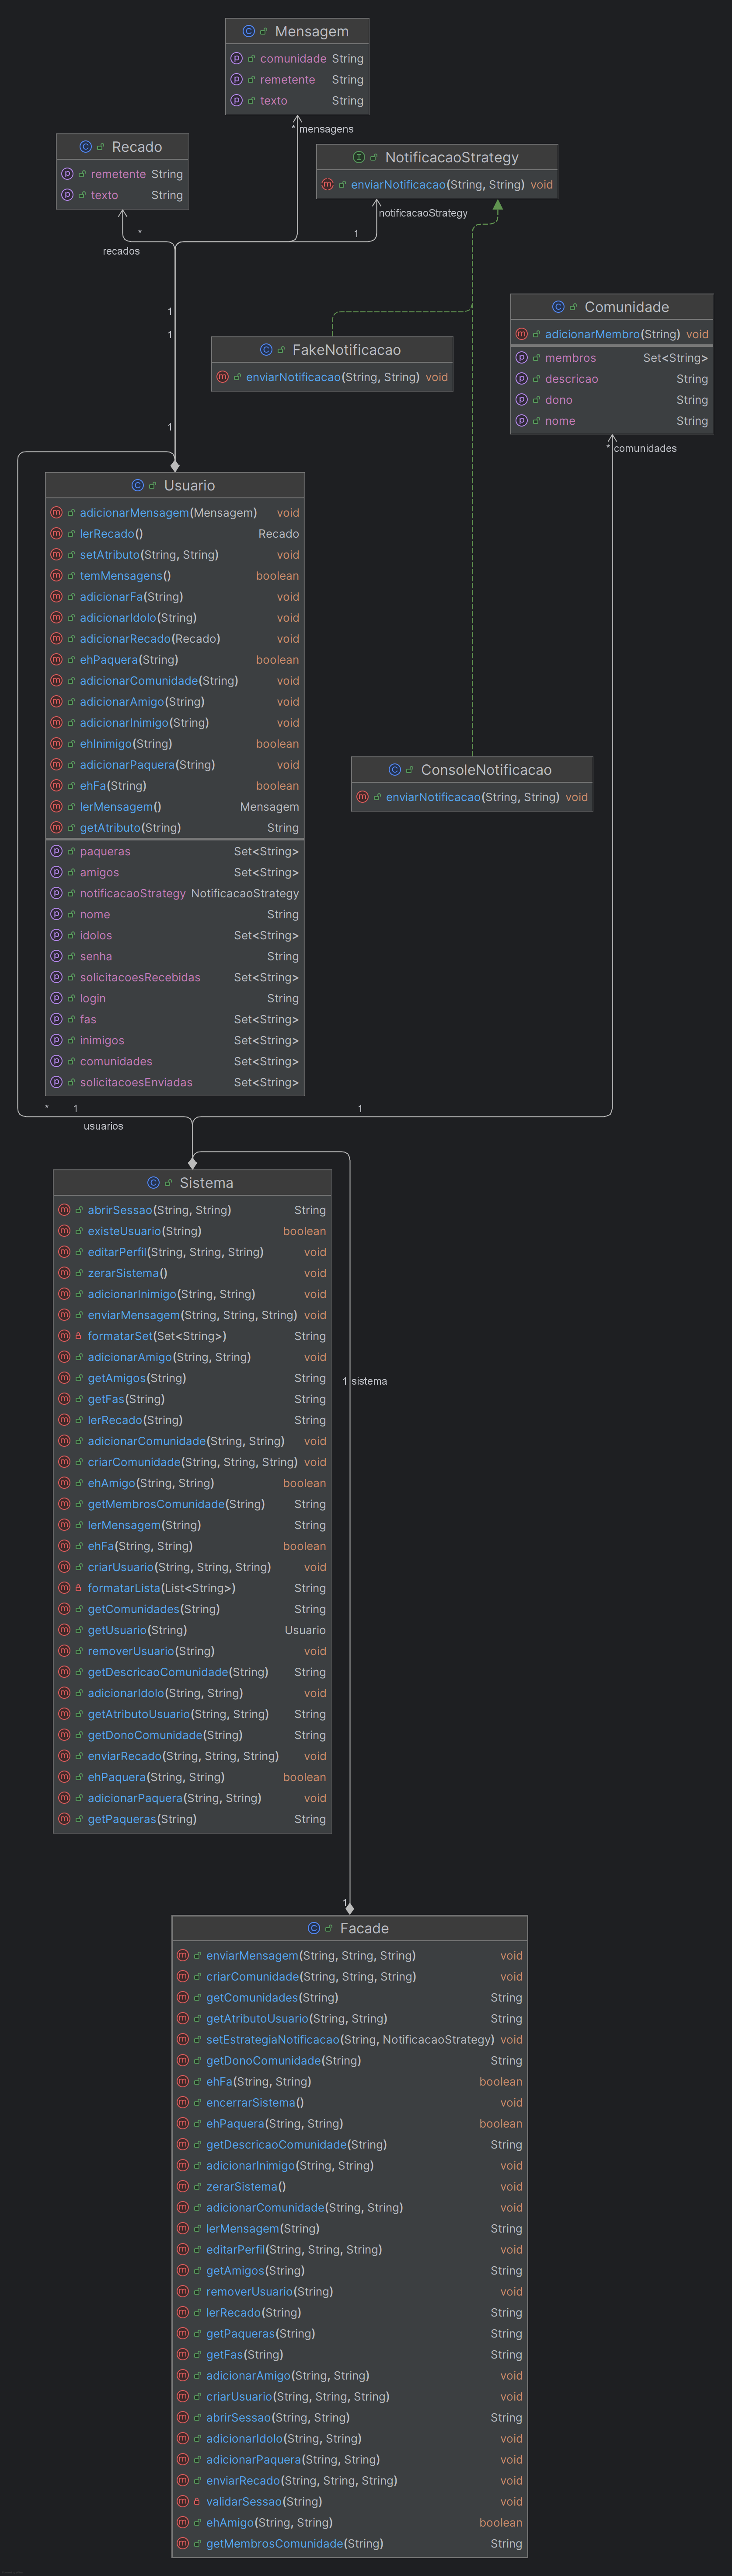 Mensagem
comunidade String
remetente String
texto String
* mensagens
Recado
remetente String
texto String
NotificacaoStrategy
enviarNotificacao(String, String) void
notificacaoStrategy
*
1
recados
Comunidade
adicionarMembro(String) void
membros Set<String>
descricao String
dono String
nome String
1
1
FakeNotificacao
enviarNotificacao(String, String) void
1
* comunidades
Usuario
adicionarMensagem(Mensagem) void
lerRecado() Recado
setAtributo(String, String) void
temMensagens() boolean
adicionarFa(String) void
adicionarIdolo(String) void
adicionarRecado(Recado) void
ehPaquera(String) boolean
adicionarComunidade(String) void
adicionarAmigo(String) void
adicionarInimigo(String) void
ehInimigo(String) boolean
adicionarPaquera(String) void
ehFa(String) boolean
lerMensagem() Mensagem
getAtributo(String) String
paqueras Set<String>
amigos Set<String>
notificacaoStrategy NotificacaoStrategy
nome String
idolos Set<String>
senha String
solicitacoesRecebidas Set<String>
login String
fas Set<String>
inimigos Set<String>
comunidades Set<String>
solicitacoesEnviadas Set<String>
ConsoleNotificacao
enviarNotificacao(String, String) void
* 1
1
usuarios
Sistema
abrirSessao(String, String) String
existeUsuario(String) boolean
editarPerfil(String, String, String) void
zerarSistema() void
adicionarInimigo(String, String) void
enviarMensagem(String, String, String) void
formatarSet(Set<String>) String
adicionarAmigo(String, String) void
getAmigos(String) String
getFas(String) String
lerRecado(String) String
adicionarComunidade(String, String) void
criarComunidade(String, String, String) void
ehAmigo(String, String) boolean
getMembrosComunidade(String) String
lerMensagem(String) String
ehFa(String, String) boolean
criarUsuario(String, String, String) void
formatarLista(List<String>) String
getComunidades(String) String
getUsuario(String) Usuario
removerUsuario(String) void
getDescricaoComunidade(String) String
adicionarIdolo(String, String) void
getAtributoUsuario(String, String) String
getDonoComunidade(String) String
enviarRecado(String, String, String) void
ehPaquera(String, String) boolean
adicionarPaquera(String, String) void
getPaqueras(String) String
1 sistema
1
Facade
enviarMensagem(String, String, String) void
criarComunidade(String, String, String) void
getComunidades(String) String
getAtributoUsuario(String, String) String
setEstrategiaNotificacao(String, NotificacaoStrategy) void
getDonoComunidade(String) String
ehFa(String, String) boolean
encerrarSistema() void
ehPaquera(String, String) boolean
getDescricaoComunidade(String) String
adicionarInimigo(String, String) void
zerarSistema() void
adicionarComunidade(String, String) void
lerMensagem(String) String
editarPerfil(String, String, String) void
getAmigos(String) String
removerUsuario(String) void
lerRecado(String) String
getPaqueras(String) String
getFas(String) String
adicionarAmigo(String, String) void
criarUsuario(String, String, String) void
abrirSessao(String, String) String
adicionarIdolo(String, String) void
adicionarPaquera(String, String) void
enviarRecado(String, String, String) void
validarSessao(String) void
ehAmigo(String, String) boolean
getMembrosComunidade(String) String